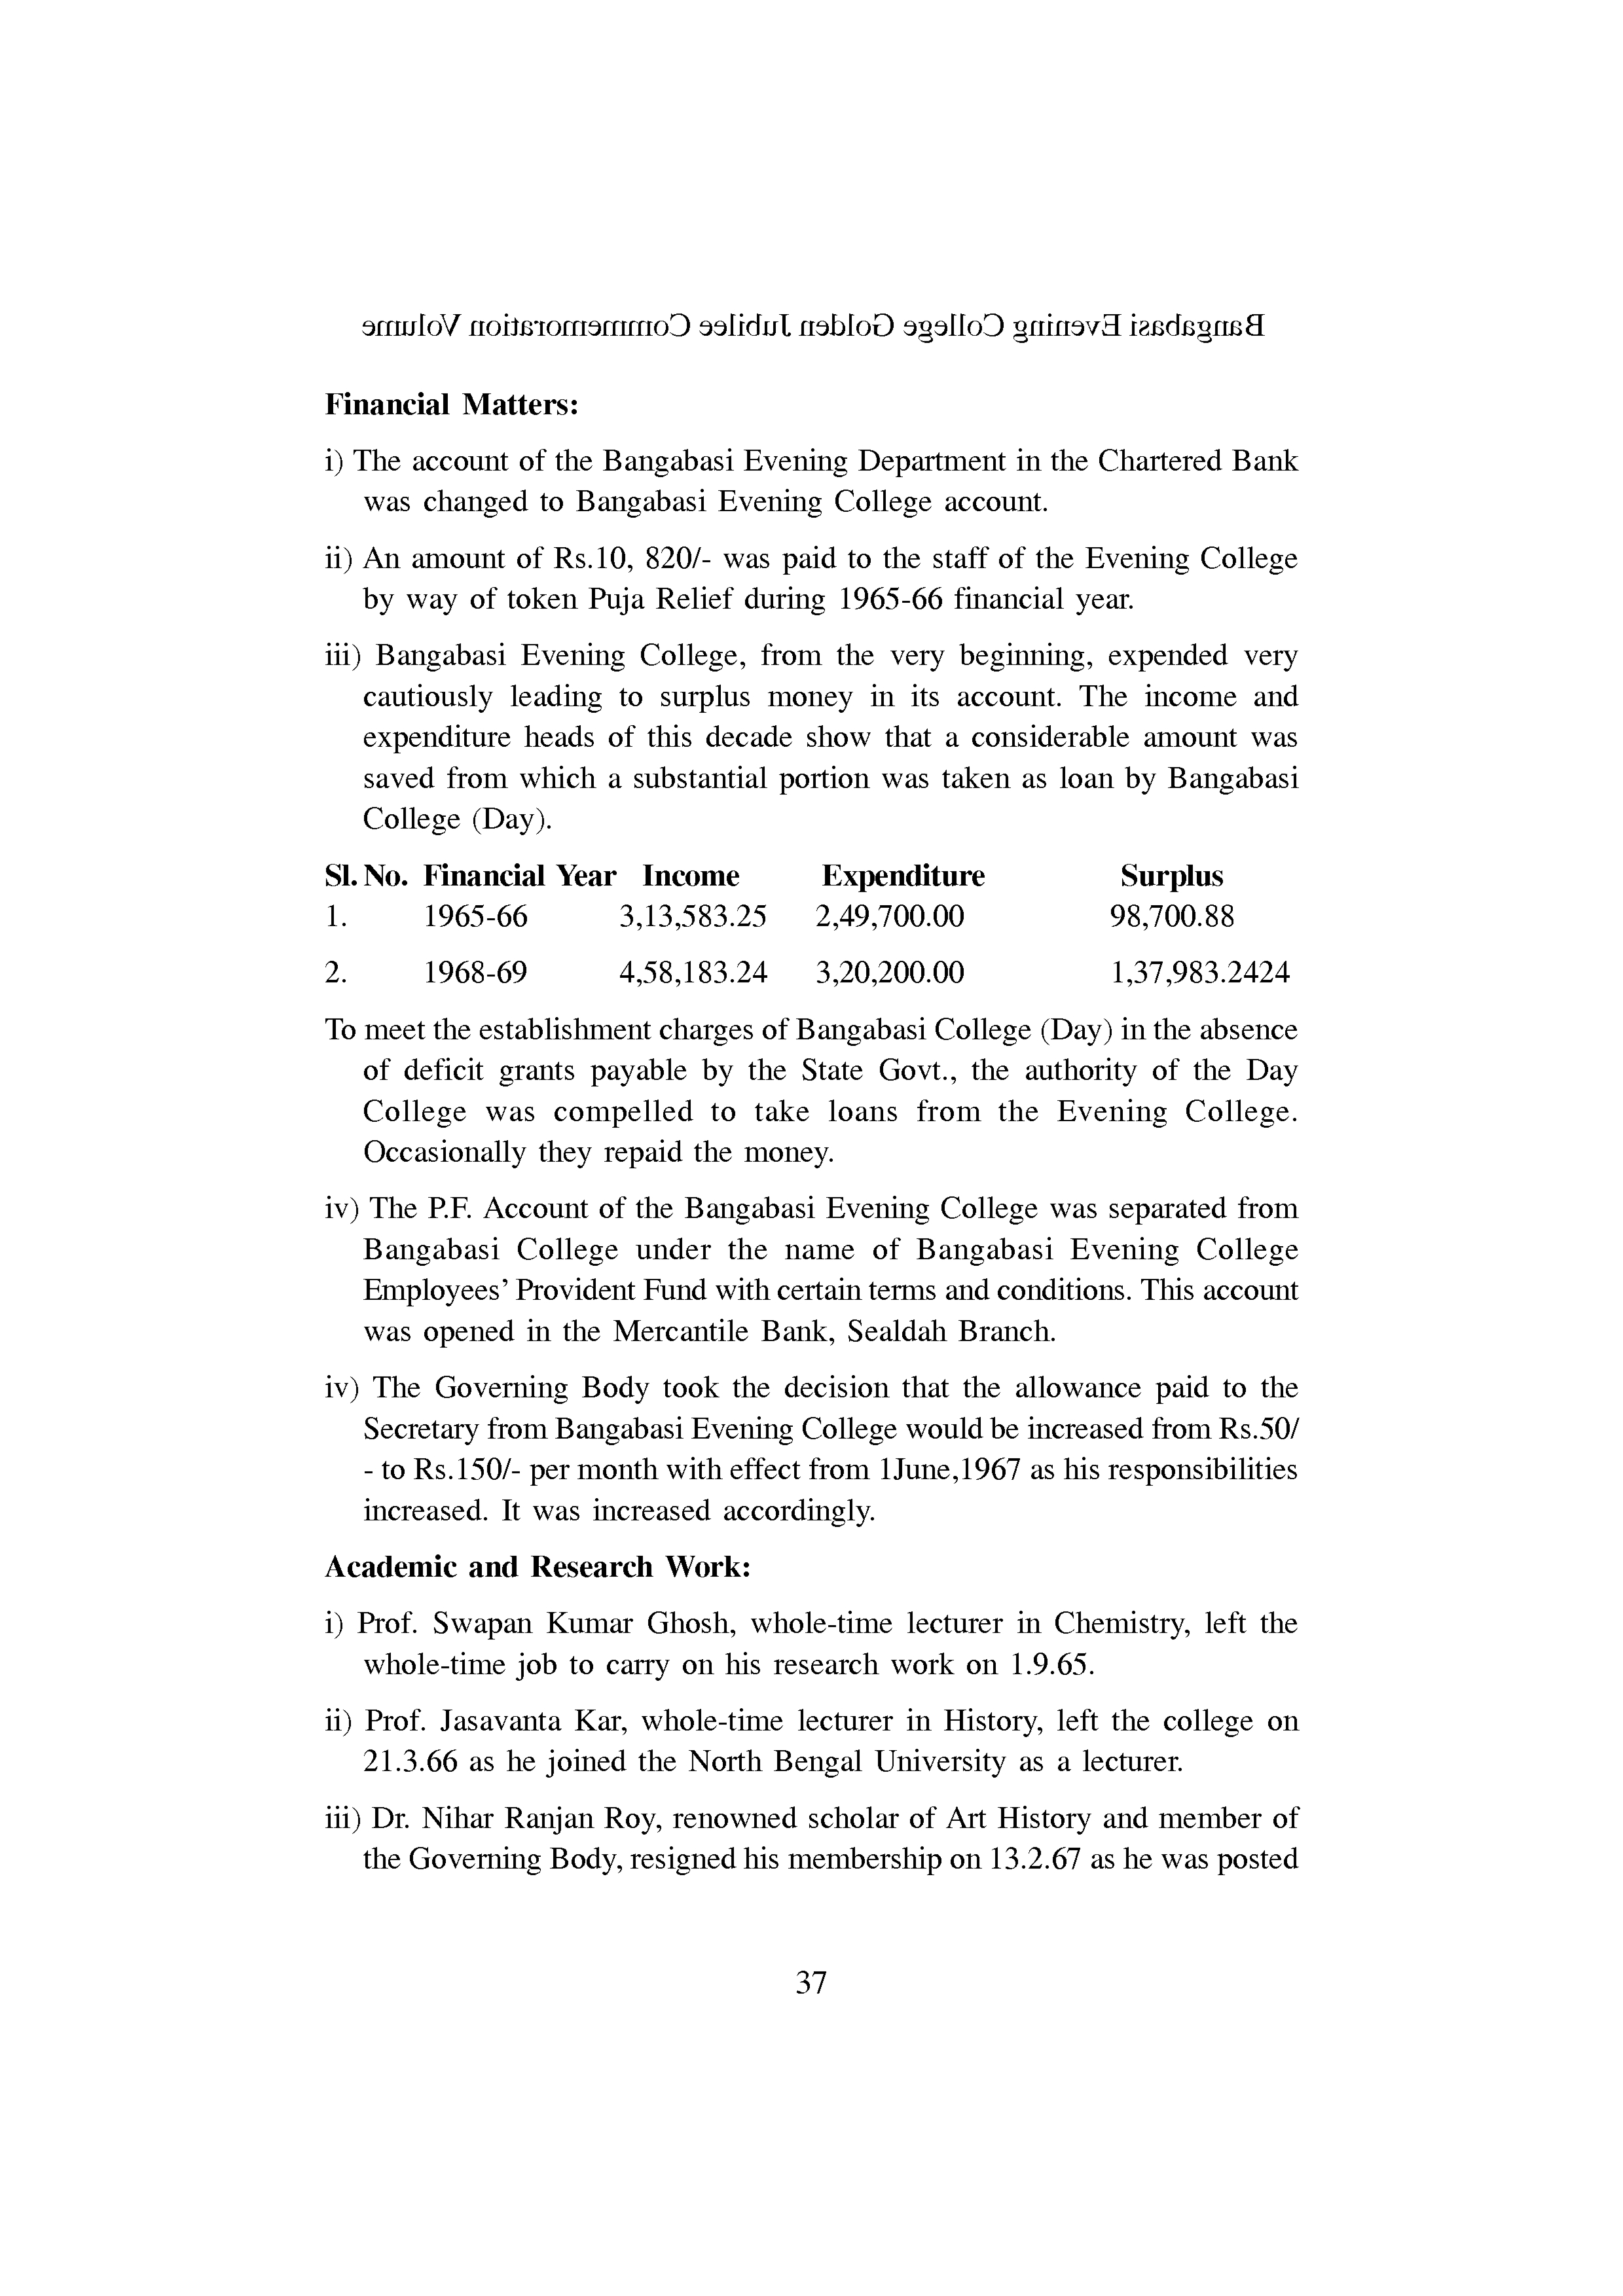 Bangabasi Evening College Golden Jubilee Commemoration Volume
Financial Matters:
i) The account of the Bangabasi Evening Department in the Chartered Bank
was changed to Bangabasi Evening College account.
ii) An amount of Rs.10, 820/- was paid to the staff of the Evening College
by way of token Puja Relief during 1965-66 financial year.
iii) Bangabasi Evening College, from the very beginning, expended very
cautiously leading to surplus money in its account. The income and
expenditure heads of this decade show that a considerable amount was
saved from which a substantial portion was taken as loan by Bangabasi
College (Day).
Sl. No. Financial Year Income Expenditure Surplus
1. 1965-66 3,13,583.25 2,49,700.00 98,700.88
2. 1968-69 4,58,183.24 3,20,200.00 1,37,983.2424
To meet the establishment charges of Bangabasi College (Day) in the absence
of deficit grants payable by the State Govt., the authority of the Day
College was compelled to take loans from the Evening College.
Occasionally they repaid the money.
iv) The P.F. Account of the Bangabasi Evening College was separated from
Bangabasi College under the name of Bangabasi Evening College
Employees’ Provident Fund with certain terms and conditions. This account
was opened in the Mercantile Bank, Sealdah Branch.
iv) The Governing Body took the decision that the allowance paid to the
Secretary from Bangabasi Evening College would be increased from Rs.50/
- to Rs.150/- per month with effect from 1June,1967 as his responsibilities
increased. It was increased accordingly.
Academic and Research Work:
i) Prof. Swapan Kumar Ghosh, whole-time lecturer in Chemistry, left the
whole-time job to carry on his research work on 1.9.65.
ii) Prof. Jasavanta Kar, whole-time lecturer in History, left the college on
21.3.66 as he joined the North Bengal University as a lecturer.
iii) Dr. Nihar Ranjan Roy, renowned scholar of Art History and member of
the Governing Body, resigned his membership on 13.2.67 as he was posted
37